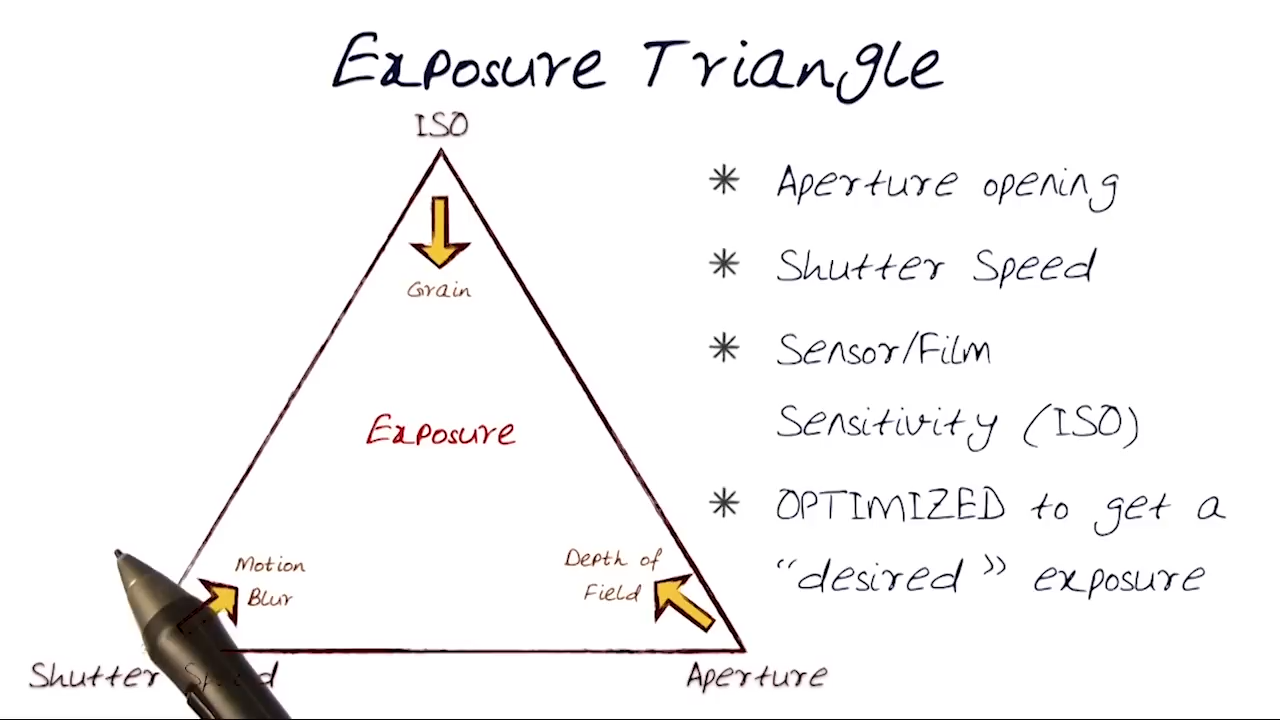 Exposure Triangle
ISO
Grain
Exposure
Motion
Blur
Depth of
Field
Shutter Speed
Aperture
Aperture opening
Shutter Speed
Sensor/Film
Sensitivity (ISO)
OPTIMIZED to get a
“desired” exposure